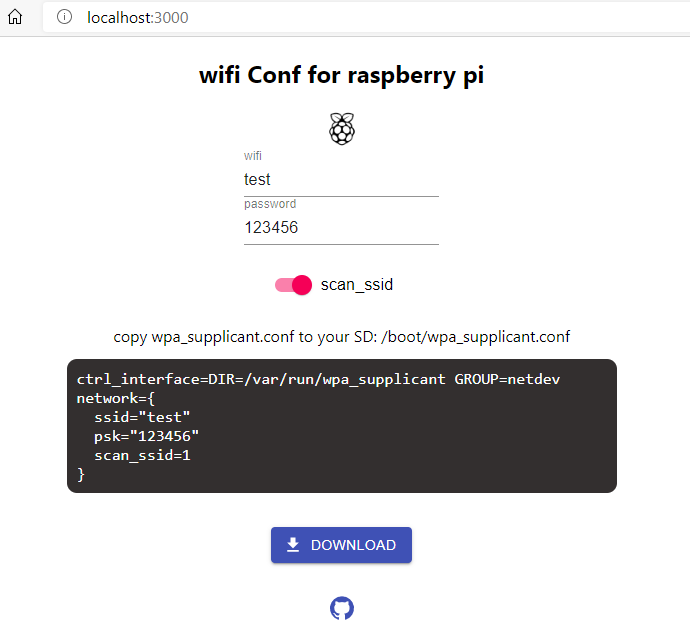 localhost:3000
wifi Conf for raspberry pi
wifi
test
password
123456
scan_ssid
copy wpa_supplicant.conf to your SD: /boot/wpa_supplicant.conf
ctrl_interface=DIR=/var/run/wpa_supplicant GROUP=netdev
network={
  ssid="test"
  psk="123456"
  scan_ssid=1
}
DOWNLOAD